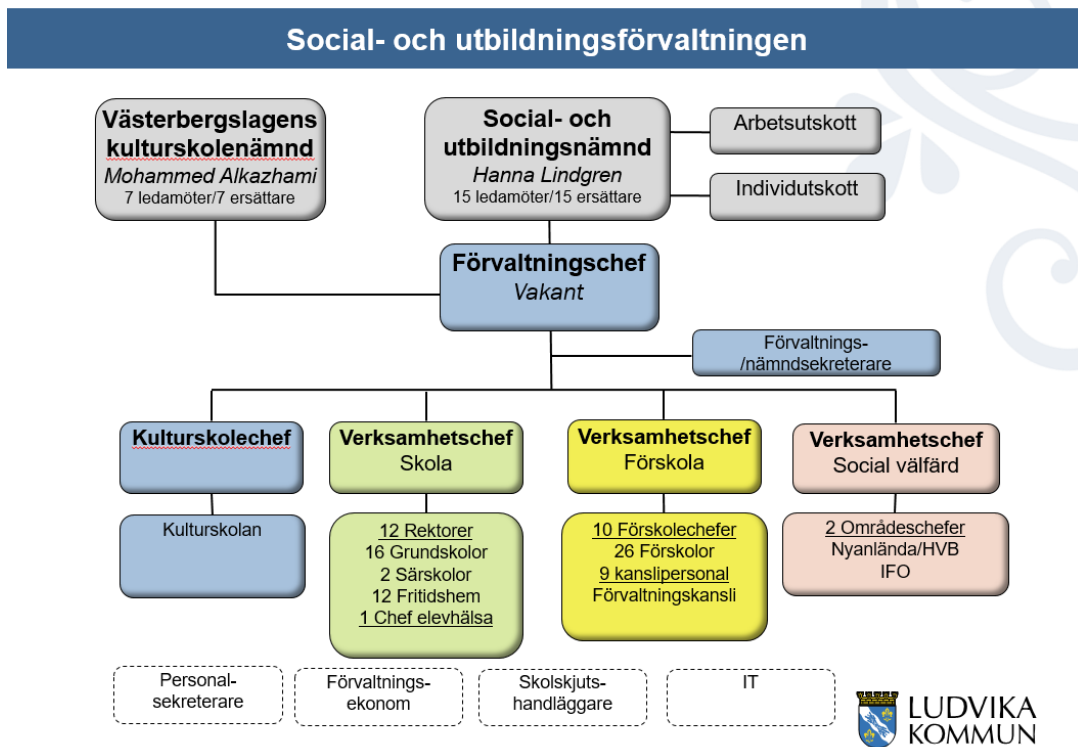 Social- och utbildningsförvaltningen
Västerbergslagens
kulturskolenämnd
Mohammed Alkazhami
7 ledamöter/7 ersättare
Social- och
utbildningsnämnd
Hanna Lindgren
15 ledamöter/15 ersättare
Arbetsutskott
Individutskott
Förvaltningschef
Vakant
Förvaltnings-
/nämndsekreterare
Kulturskolechef
Verksamhetschef
Skola
Verksamhetschef
Förskola
Verksamhetschef
Social välfärd
Kulturskolan
12 Rektorer
16 Grundskolor
2 Särskolor
12 Fritidshem
1 Chef elevhälsa
10 Förskolechefer
26 Förskolor
9 kanslipersonal
Förvaltningskansli
2 Områdeschefer
Nyanlända/HVB
IFO
Personal-
sekreterare
Förvaltnings-
ekonom
Skolskjuts-
handläggare
IT
LUDVIKA
KOMMUN